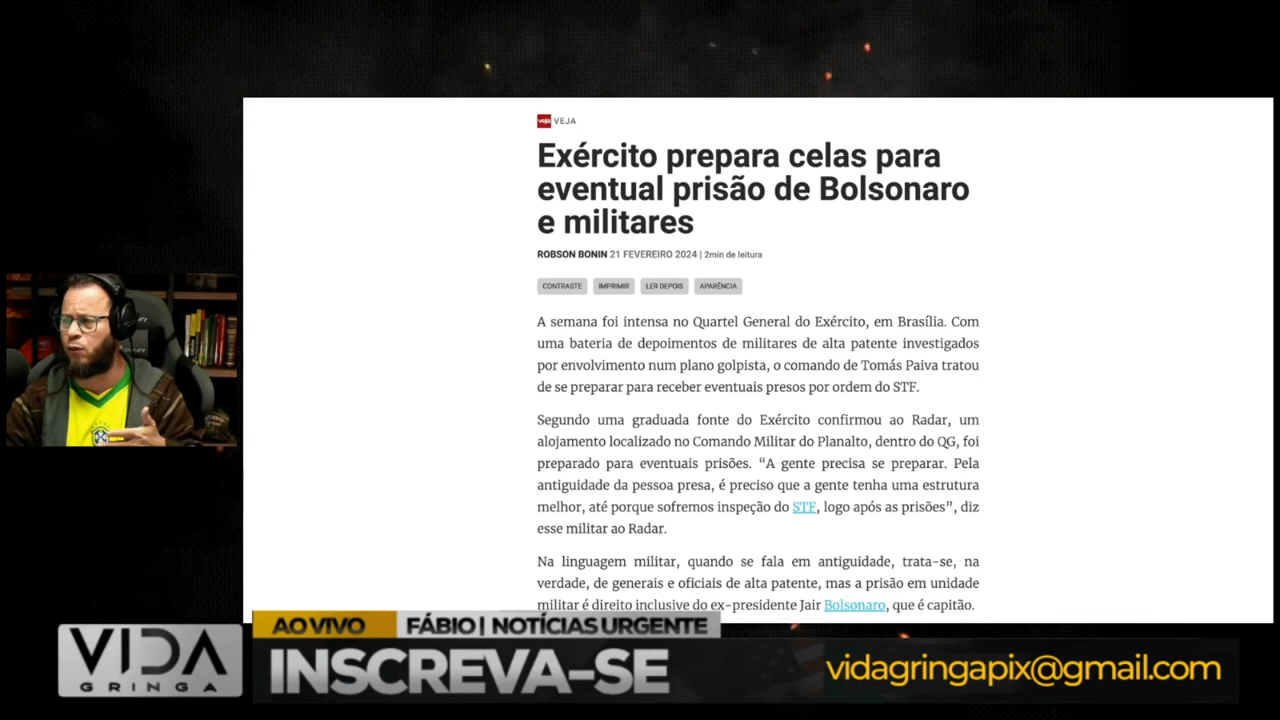 veja VEJA
Exército prepara celas para
eventual prisão de Bolsonaro
e militares
ROBSON BONIN 21 FEVEREIRO 2024 | 2min de leitura
CONTRASTE IMPRIMIR LER DEPOIS APARÊNCIA
A semana foi intensa no Quartel General do Exército, em Brasília. Com
uma bateria de depoimentos de militares de alta patente investigados
por envolvimento num plano golpista, o comando de Tomás Paiva tratou
de se preparar para receber eventuais presos por ordem do STF.
Segundo uma graduada fonte do Exército confirmou ao Radar, um
alojamento localizado no Comando Militar do Planalto, dentro do QG, foi
preparado para eventuais prisões. “A gente precisa se preparar. Pela
antiguidade da pessoa presa, é preciso que a gente tenha uma estrutura
melhor, até porque sofremos inspeção do STF, logo após as prisões”, diz
esse militar ao Radar.
Na linguagem militar, quando se fala em antiguidade, trata-se, na
verdade, de generais e oficiais de alta patente, mas a prisão em unidade
militar é direito inclusive do ex-presidente Jair Bolsonaro, que é capitão.
AO VIVO FÁBIO | NOTÍCIAS URGENTE
VIDA
GRINGA
INSCREVA-SE
vidagringapix@gmail.com